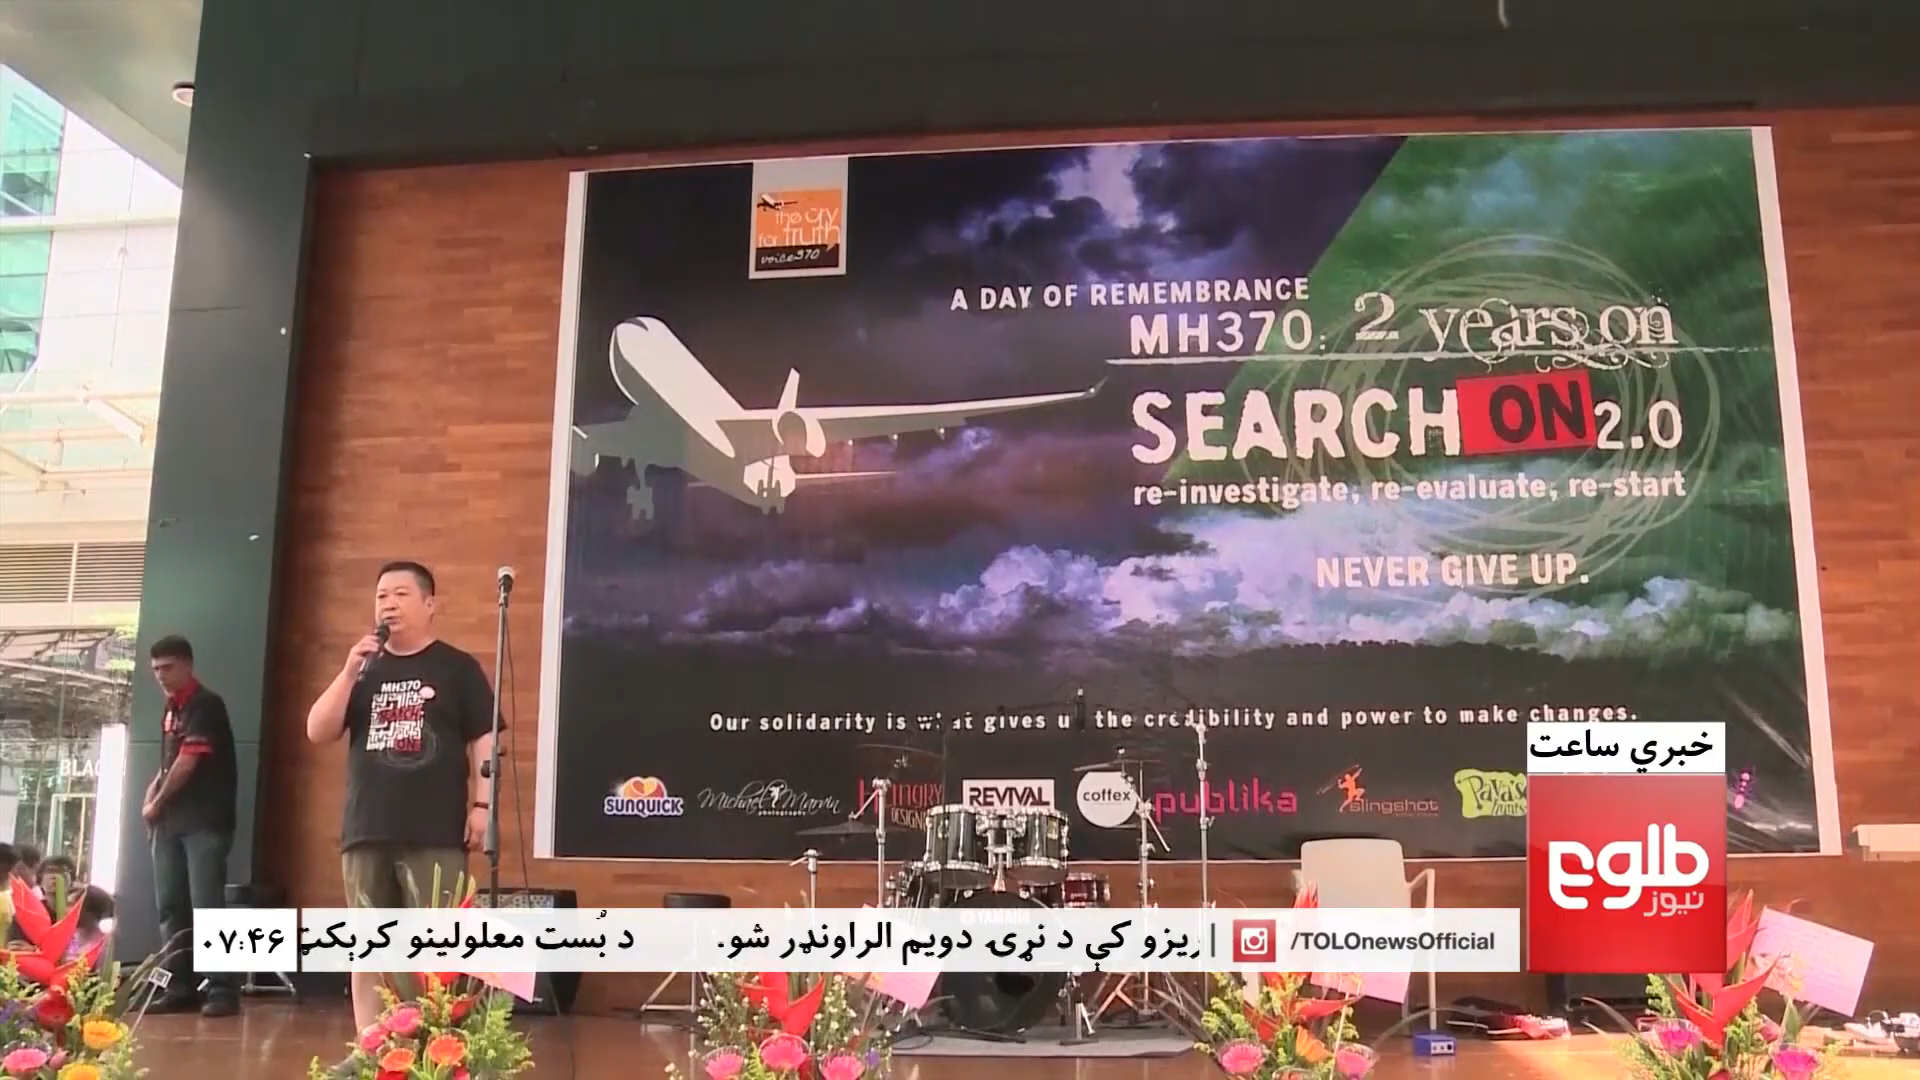 the cry
for truth
voice370
A DAY OF REMEMBRANCE
MH370: 2 years on
SEARCH ON 2.0
re-investigate, re-evaluate, re-start
NEVER GIVE UP.
Our solidarity is what gives us the credibility and power to make changes.
SUNQUICK
Michael Marvin
photography
REVIVAL
coffex
publika
slingshot
MH370
SEARCH
ON
YAMAHA
خبري ساعت
طلوع
نیوز
۰۷:۴۶
ریزو کې د نړۍ دویم الراونډر شو.
د بُست معلولینو کرېکټ
/TOLOnewsOfficial